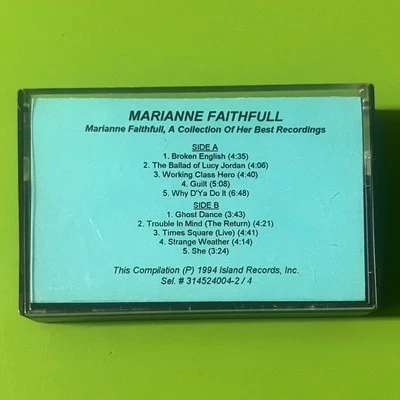 MARIANNE FAITHFULL
Marianne Faithfull, A Collection Of Her Best Recordings
SIDE A
1. Broken English (4:35)
2. The Ballad of Lucy Jordan (4:06)
3. Working Class Hero (4:40)
4. Guilt (5:08)
5. Why D'Ya Do It (6:48)
SIDE B
1. Ghost Dance (3:43)
2. Trouble In Mind (The Return) (4:21)
3. Times Square (Live) (4:41)
4. Strange Weather (4:14)
5. She (3:24)
This Compilation (P) 1994 Island Records, Inc.
Sel. # 314524004-2 / 4